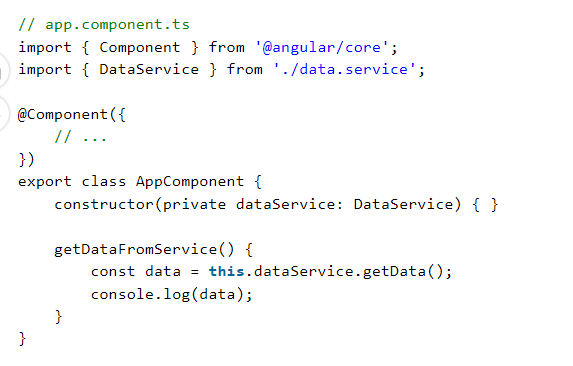 // app.component.ts
import { Component } from '@angular/core';
import { DataService } from './data.service';

@Component({
    // ...
})
export class AppComponent {
    constructor(private dataService: DataService) { }

    getDataFromService() {
        const data = this.dataService.getData();
        console.log(data);
    }
}